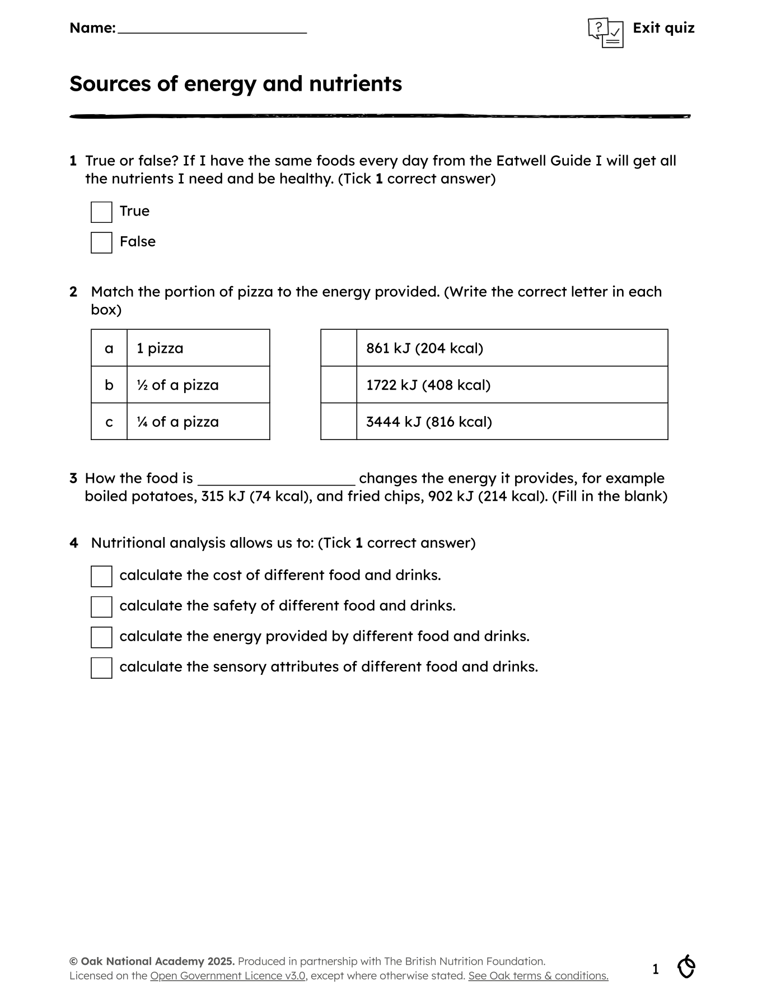 Name:
Exit quiz
Sources of energy and nutrients
1 True or false? If I have the same foods every day from the Eatwell Guide I will get all
the nutrients I need and be healthy. (Tick 1 correct answer)
True
False
2 Match the portion of pizza to the energy provided. (Write the correct letter in each
box)
a 1 pizza 861 kJ (204 kcal)
b ½ of a pizza 1722 kJ (408 kcal)
c ¼ of a pizza 3444 kJ (816 kcal)
3 How the food is ____________________ changes the energy it provides, for example
boiled potatoes, 315 kJ (74 kcal), and fried chips, 902 kJ (214 kcal). (Fill in the blank)
4 Nutritional analysis allows us to: (Tick 1 correct answer)
calculate the cost of different food and drinks.
calculate the safety of different food and drinks.
calculate the energy provided by different food and drinks.
calculate the sensory attributes of different food and drinks.
© Oak National Academy 2025. Produced in partnership with The British Nutrition Foundation.
Licensed on the Open Government Licence v3.0, except where otherwise stated. See Oak terms & conditions.
1